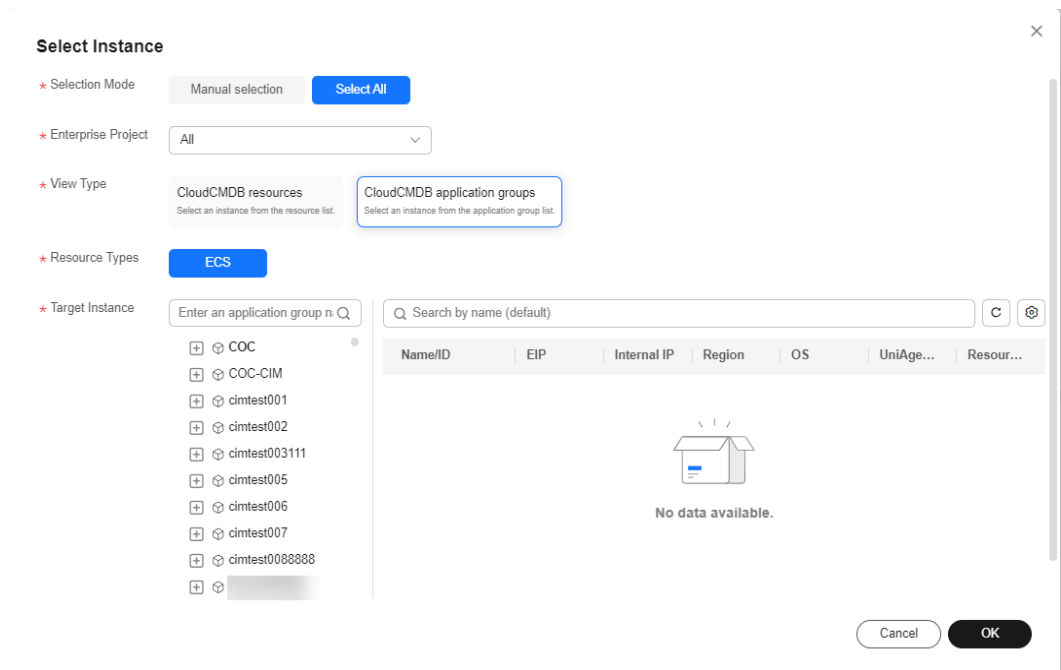 Select Instance
* Selection Mode
Manual selection
Select All
* Enterprise Project
All
* View Type
CloudCMDB resources
Select an instance from the resource list.
CloudCMDB application groups
Select an instance from the application group list.
* Resource Types
ECS
* Target Instance
Enter an application group n
Search by name (default)
COC
COC-CIM
cimtest001
cimtest002
cimtest003111
cimtest005
cimtest006
cimtest007
cimtest0088888
Name/ID EIP Internal IP Region OS UniAge... Resour...
No data available.
Cancel
OK